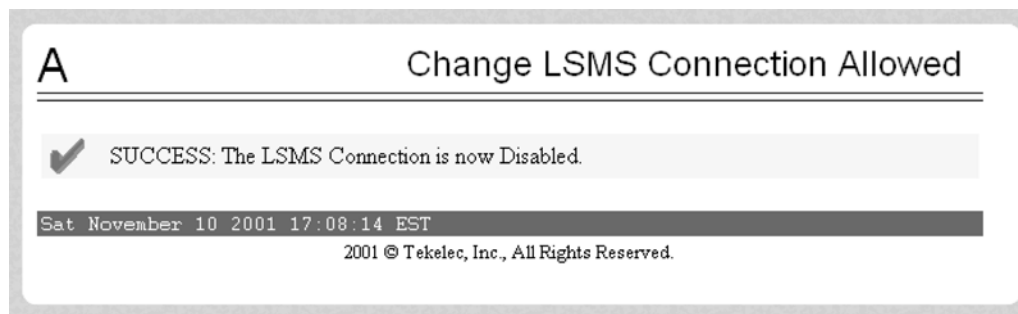 A
Change LSMS Connection Allowed
SUCCESS: The LSMS Connection is now Disabled.
Sat November 10 2001 17:08:14 EST
2001 © Tekelec, Inc., All Rights Reserved.